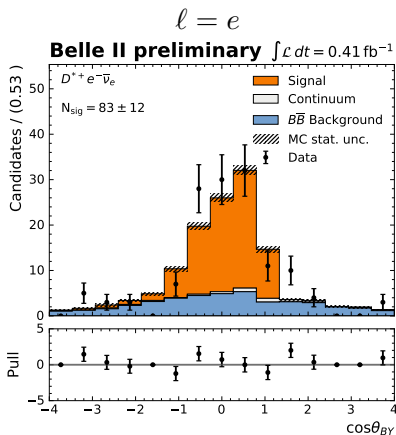 ℓ = e
Belle II preliminary ∫ℒ dt = 0.41 fb⁻¹
D*⁺e⁻ν̅ₑ
N_sig = 83 ± 12
Signal
Continuum
BB̅ Background
MC stat. unc.
Data
Candidates / (0.53 )
50
40
30
20
10
0
Pull
5
0
−5
−4 −3 −2 −1 0 1 2 3 4
cosθ_BY